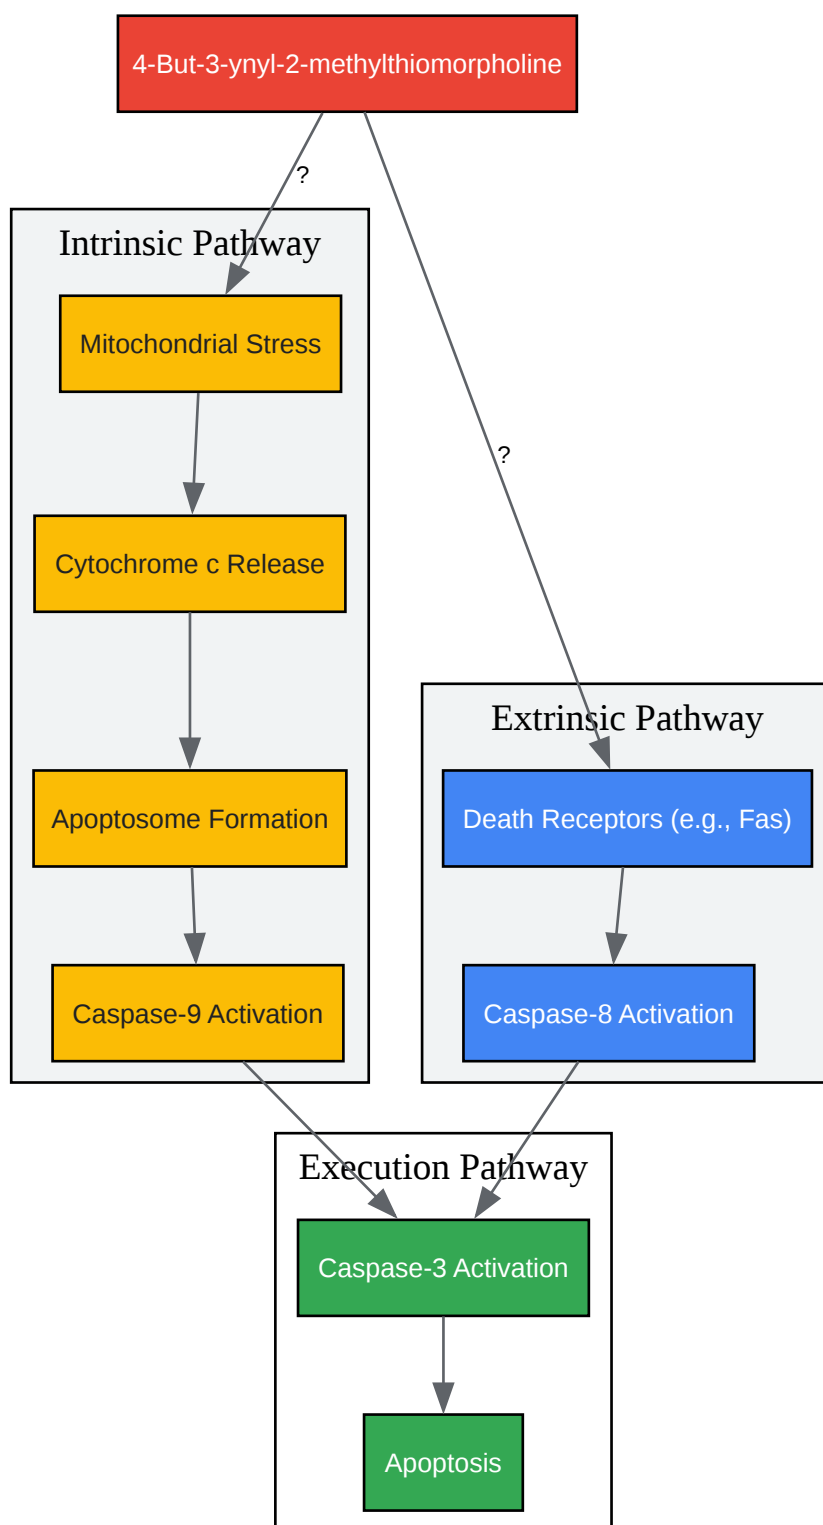 4-But-3-ynyl-2-methylthiomorpholine
?
Intrinsic Pathway
Mitochondrial Stress
?
Cytochrome c Release
Extrinsic Pathway
Apoptosome Formation
Death Receptors (e.g., Fas)
Caspase-9 Activation
Caspase-8 Activation
Execution Pathway
Caspase-3 Activation
Apoptosis